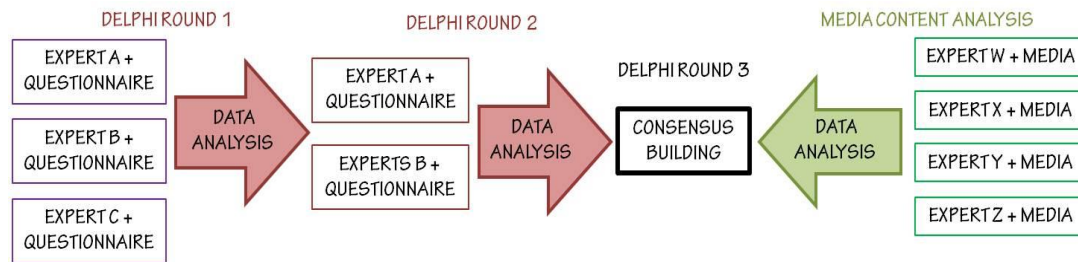 DELPHI ROUND 1
EXPERT A +
QUESTIONNAIRE
EXPERT B +
QUESTIONNAIRE
EXPERT C +
QUESTIONNAIRE
DATA
ANALYSIS
DELPHI ROUND 2
EXPERT A +
QUESTIONNAIRE
EXPERTS B +
QUESTIONNAIRE
DATA
ANALYSIS
DELPHI ROUND 3
CONSENSUS
BUILDING
MEDIA CONTENT ANALYSIS
DATA
ANALYSIS
EXPERT W + MEDIA
EXPERT X + MEDIA
EXPERT Y + MEDIA
EXPERT Z + MEDIA